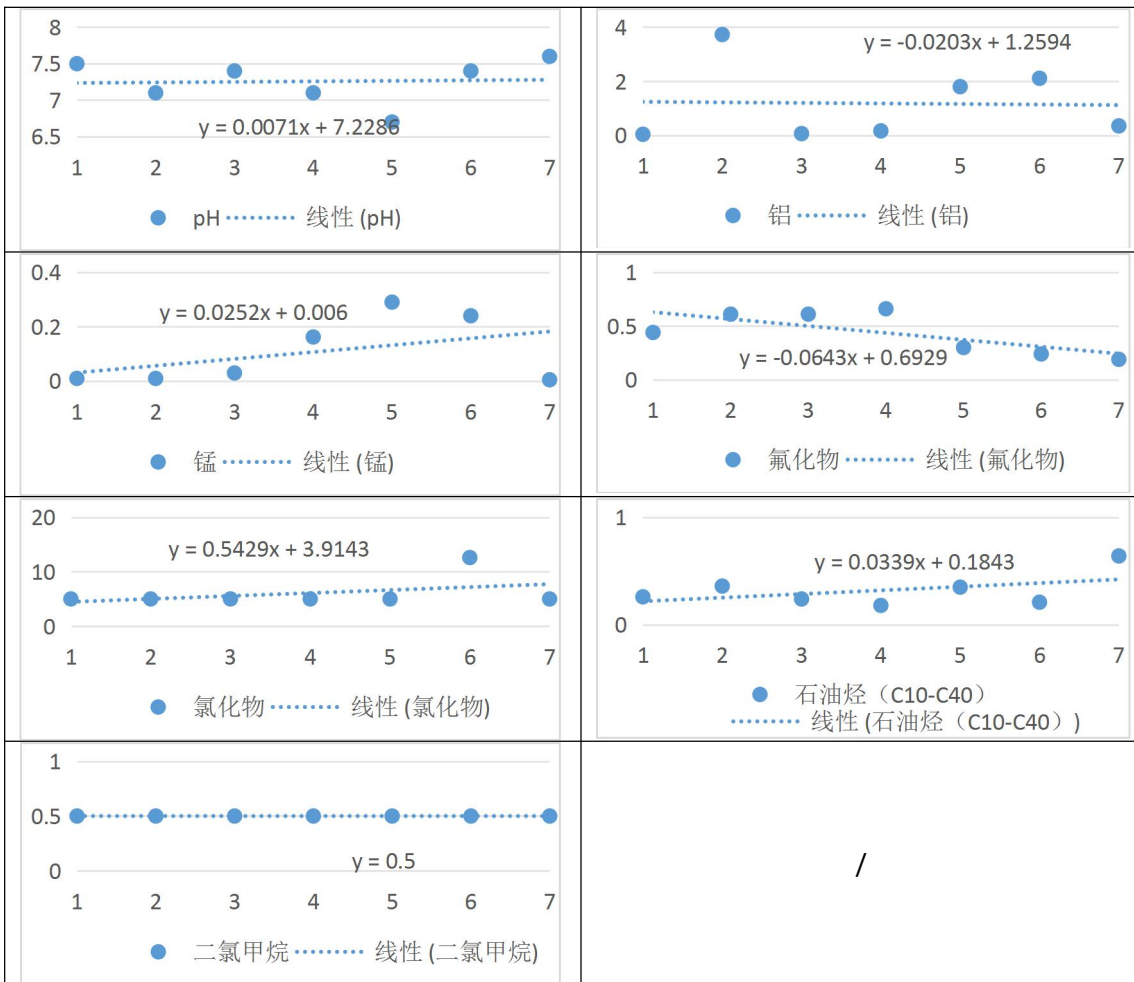 8
7.5
7
6.5
y = 0.0071x + 7.2286
1 2 3 4 5 6 7
pH 线性 (pH)
4
2
0
y = -0.0203x + 1.2594
1 2 3 4 5 6 7
铝 线性 (铝)
0.4
0.2
0
y = 0.0252x + 0.006
1 2 3 4 5 6 7
锰 线性 (锰)
1
0.5
0
y = -0.0643x + 0.6929
1 2 3 4 5 6 7
氟化物 线性 (氟化物)
20
10
0
y = 0.5429x + 3.9143
1 2 3 4 5 6 7
氯化物 线性 (氯化物)
1
0
y = 0.0339x + 0.1843
1 2 3 4 5 6 7
石油烃（C10-C40）
线性 (石油烃（C10-C40）)
1
0.5
0
y = 0.5
1 2 3 4 5 6 7
二氯甲烷 线性 (二氯甲烷)
/